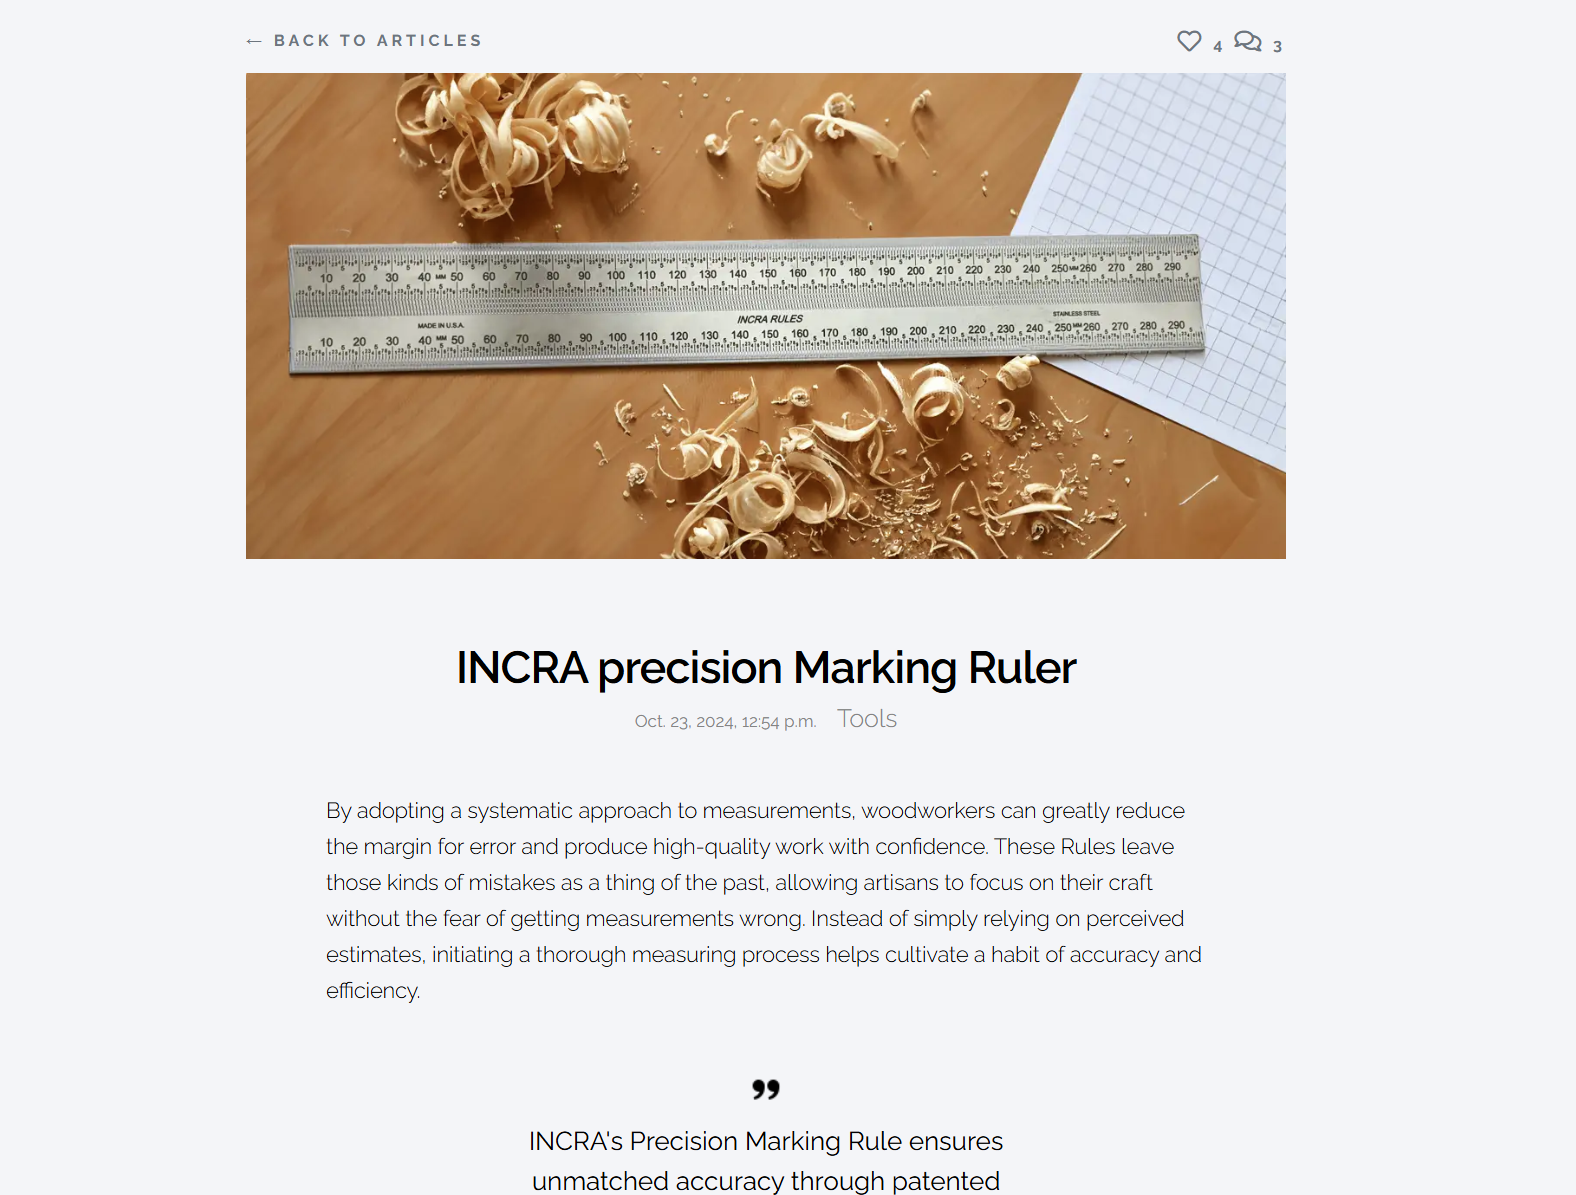 ← BACK TO ARTICLES
4 3
10 20 30 40 MM 50 60 70 80 90 100 110 120 130 140 150 160 170 180 190 200 210 220 230 240 250 MM 260 270 280 290
MADE IN U.S.A. INCRA RULES STAINLESS STEEL
10 20 30 40 MM 50 60 70 80 90 100 110 120 130 140 150 160 170 180 190 200 210 220 230 240 250 MM 260 270 280 290
INCRA precision Marking Ruler
Oct. 23, 2024, 12:54 p.m. Tools
By adopting a systematic approach to measurements, woodworkers can greatly reduce
the margin for error and produce high-quality work with confidence. These Rules leave
those kinds of mistakes as a thing of the past, allowing artisans to focus on their craft
without the fear of getting measurements wrong. Instead of simply relying on perceived
estimates, initiating a thorough measuring process helps cultivate a habit of accuracy and
efficiency.
”
INCRA's Precision Marking Rule ensures
unmatched accuracy through patented